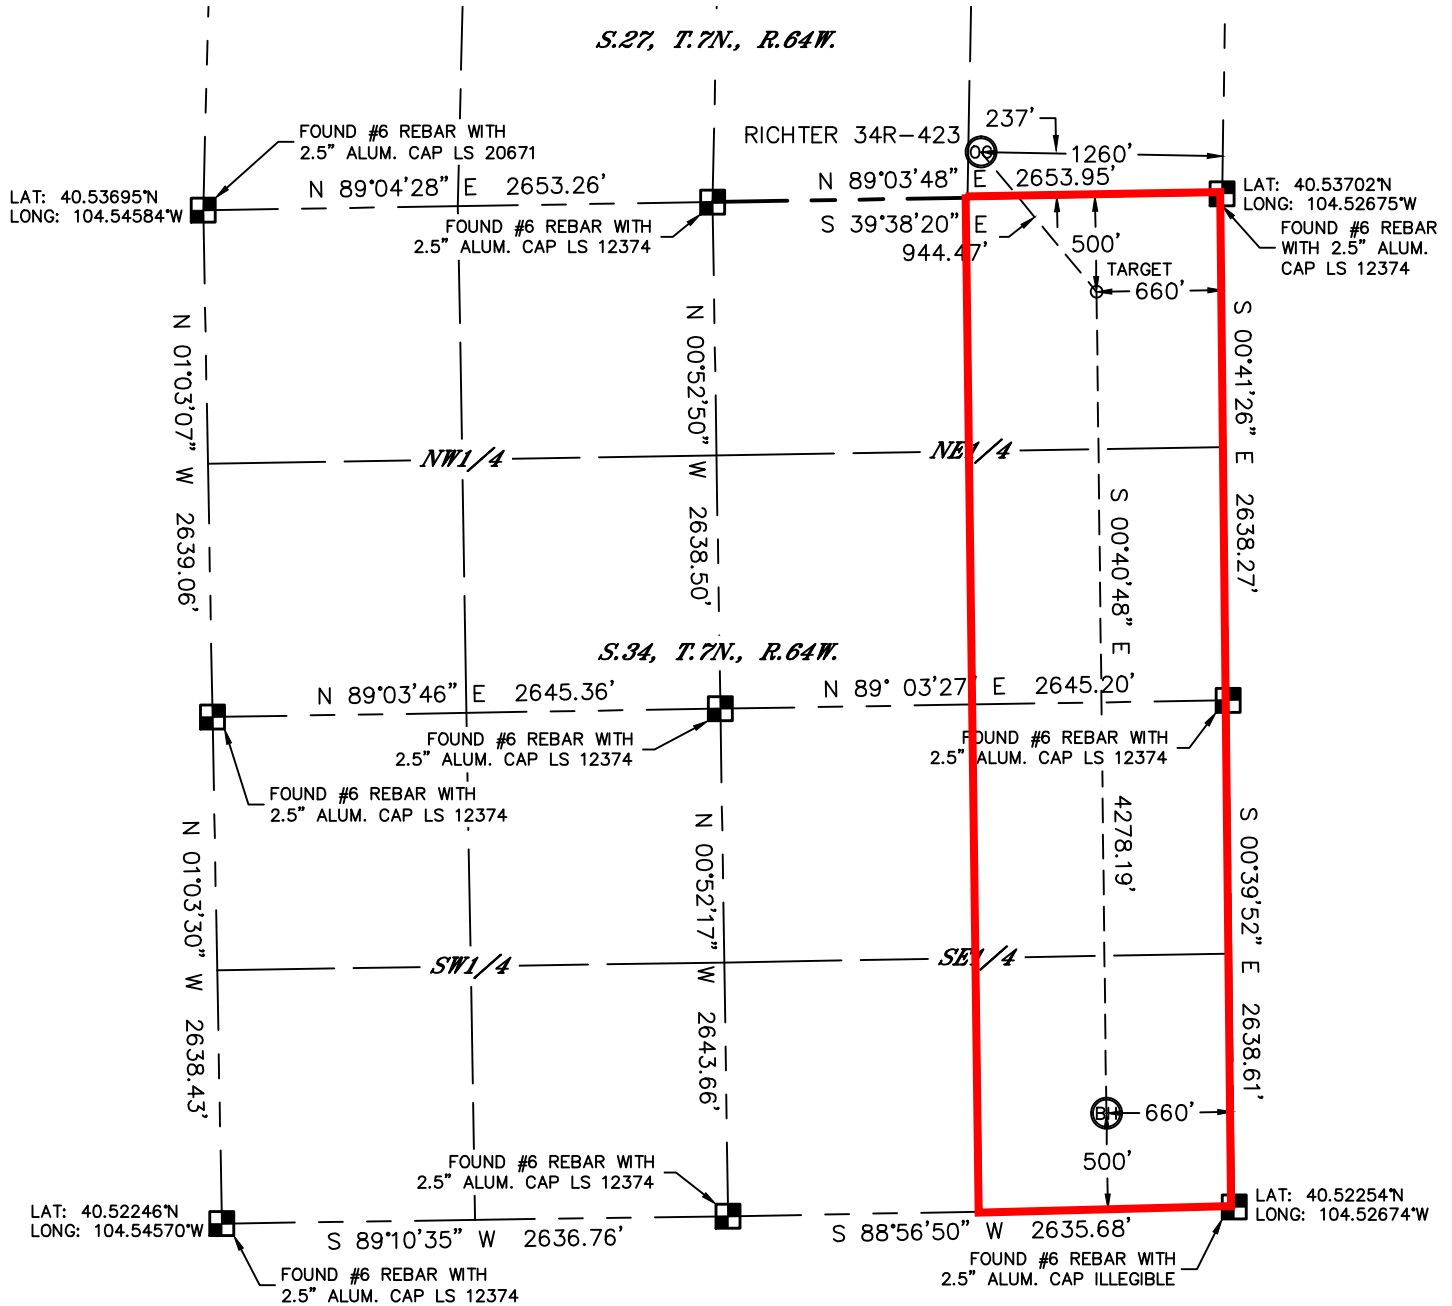 S.27, T.7N., R.64W.
FOUND #6 REBAR WITH
2.5" ALUM. CAP LS 20671
RICHTER 34R-423
OG
237'
1260'
LAT: 40.53695°N
LONG: 104.54584°W
N 89°04'28" E 2653.26'
N 89°03'48" E 2653.95'
LAT: 40.53702°N
LONG: 104.52675°W
FOUND #6 REBAR WITH
2.5" ALUM. CAP LS 12374
S 39°38'20" E
944.47'
500'
FOUND #6 REBAR
WITH 2.5" ALUM.
CAP LS 12374
TARGET
660'
N 01°03'07" W 2639.06'
N 00°52'50" W 2638.50'
S 00°41'26" E 2638.27'
NW1/4
NE1/4
S 00°40'48" E
4278.19'
S.34, T.7N., R.64W.
N 89°03'46" E 2645.36'
N 89° 03'27" E 2645.20'
FOUND #6 REBAR WITH
2.5" ALUM. CAP LS 12374
FOUND #6 REBAR WITH
2.5" ALUM. CAP LS 12374
FOUND #6 REBAR WITH
2.5" ALUM. CAP LS 12374
N 01°03'30" W 2638.43'
N 00°52'17" W 2643.66'
S 00°39'52" E 2638.61'
SW1/4
SE1/4
BH
660'
500'
FOUND #6 REBAR WITH
2.5" ALUM. CAP LS 12374
LAT: 40.52246°N
LONG: 104.54570°W
S 89°10'35" W 2636.76'
S 88°56'50" W 2635.68'
LAT: 40.52254°N
LONG: 104.52674°W
FOUND #6 REBAR WITH
2.5" ALUM. CAP LS 12374
FOUND #6 REBAR WITH
2.5" ALUM. CAP ILLEGIBLE